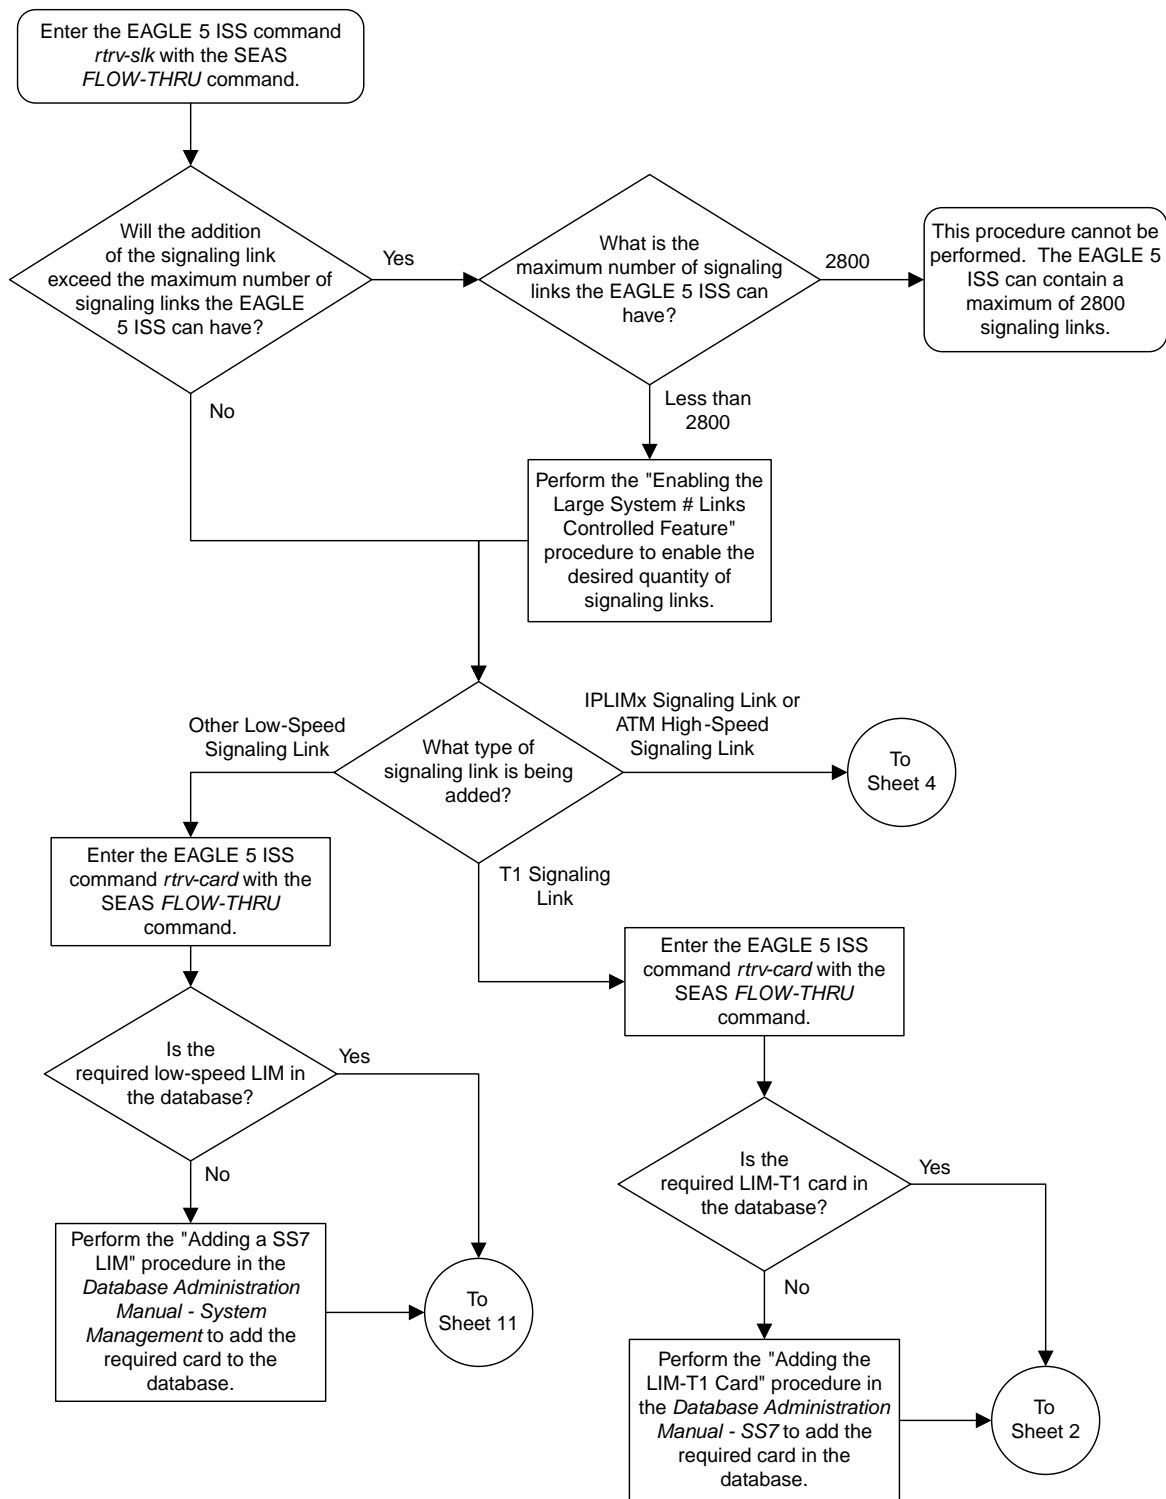 Enter the EAGLE 5 ISS command
rtrv-slk with the SEAS
FLOW-THRU command.
Will the addition
of the signaling link
exceed the maximum number of
signaling links the EAGLE
5 ISS can have?
Yes
No
What is the
maximum number of signaling
links the EAGLE 5 ISS can
have?
2800
Less than
2800
This procedure cannot be
performed.  The EAGLE 5
ISS can contain a
maximum of 2800
signaling links.
Perform the "Enabling the
Large System # Links
Controlled Feature"
procedure to enable the
desired quantity of
signaling links.
What type of
signaling link is being
added?
Other Low-Speed
Signaling Link
IPLIMx Signaling Link or
ATM High-Speed
Signaling Link
To
Sheet 4
T1 Signaling
Link
Enter the EAGLE 5 ISS
command rtrv-card with the
SEAS FLOW-THRU
command.
Is the
required low-speed LIM in
the database?
Yes
No
Perform the "Adding a SS7
LIM" procedure in the
Database Administration
Manual - System
Management to add the
required card to the
database.
To
Sheet 11
Enter the EAGLE 5 ISS
command rtrv-card with the
SEAS FLOW-THRU
command.
Is the
required LIM-T1 card in
the database?
Yes
No
Perform the "Adding the
LIM-T1 Card" procedure in
the Database Administration
Manual - SS7 to add the
required card in the
database.
To
Sheet 2